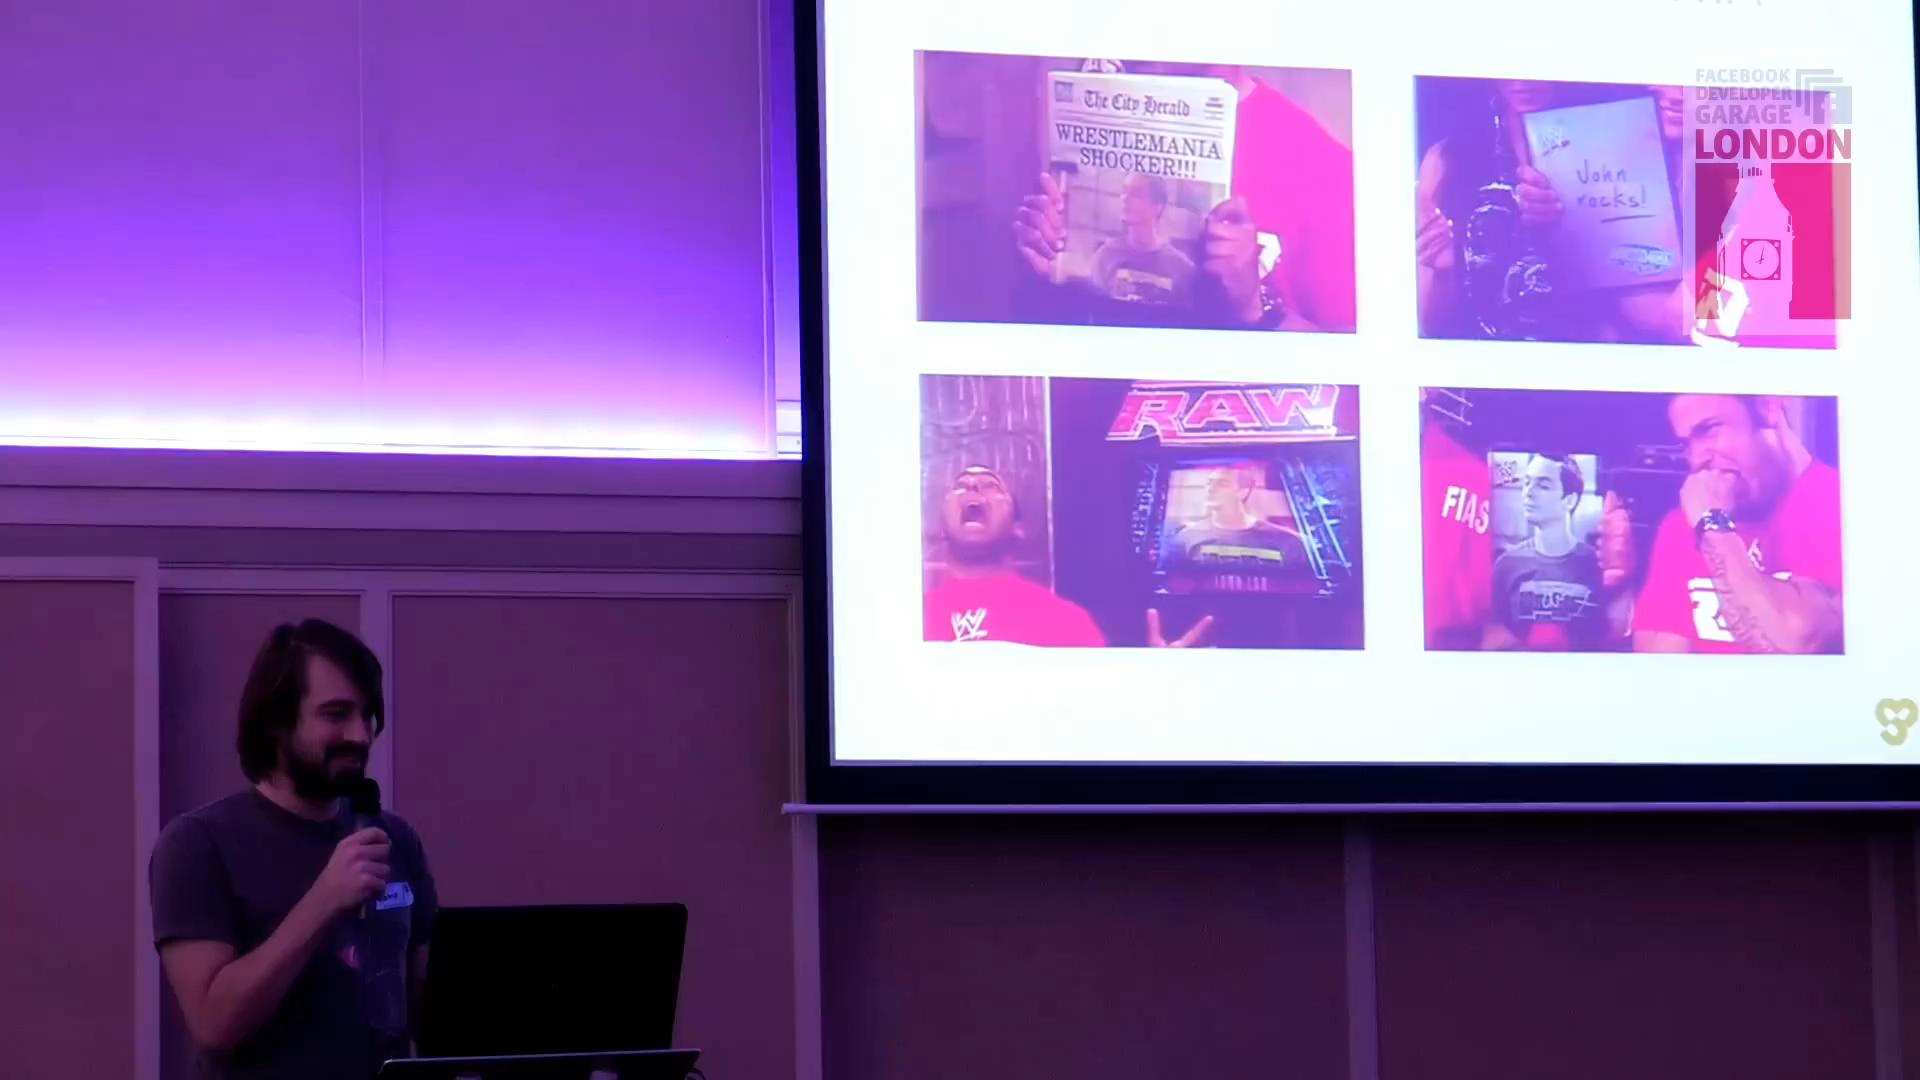 The City Herald
WRESTLEMANIA
SHOCKER!!!
John
rocks!
FACEBOOK
DEVELOPER
GARAGE
LONDON
RAW
FIAS